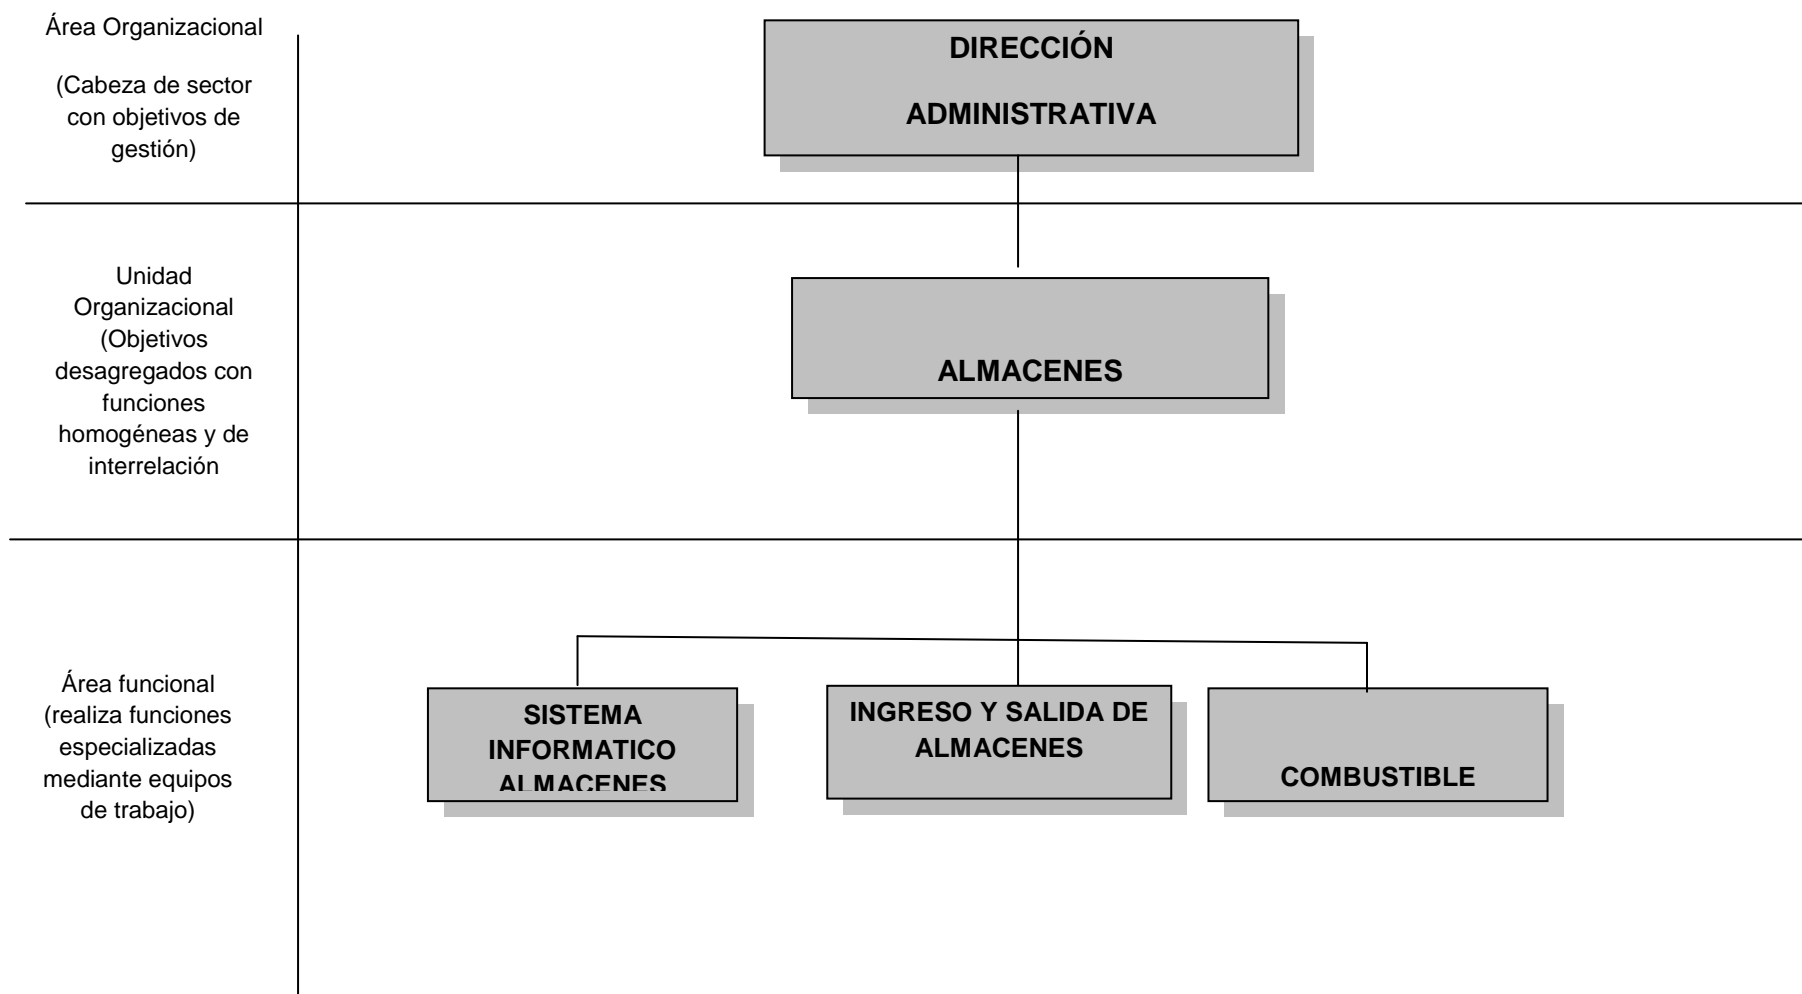 Área Organizacional
(Cabeza de sector
con objetivos de
gestión)
DIRECCIÓN
ADMINISTRATIVA
Unidad
Organizacional
(Objetivos
desagregados con
funciones
homogéneas y de
interrelación
ALMACENES
Área funcional
(realiza funciones
especializadas
mediante equipos
de trabajo)
SISTEMA
INFORMATICO
ALMACENES
INGRESO Y SALIDA DE
ALMACENES
COMBUSTIBLE